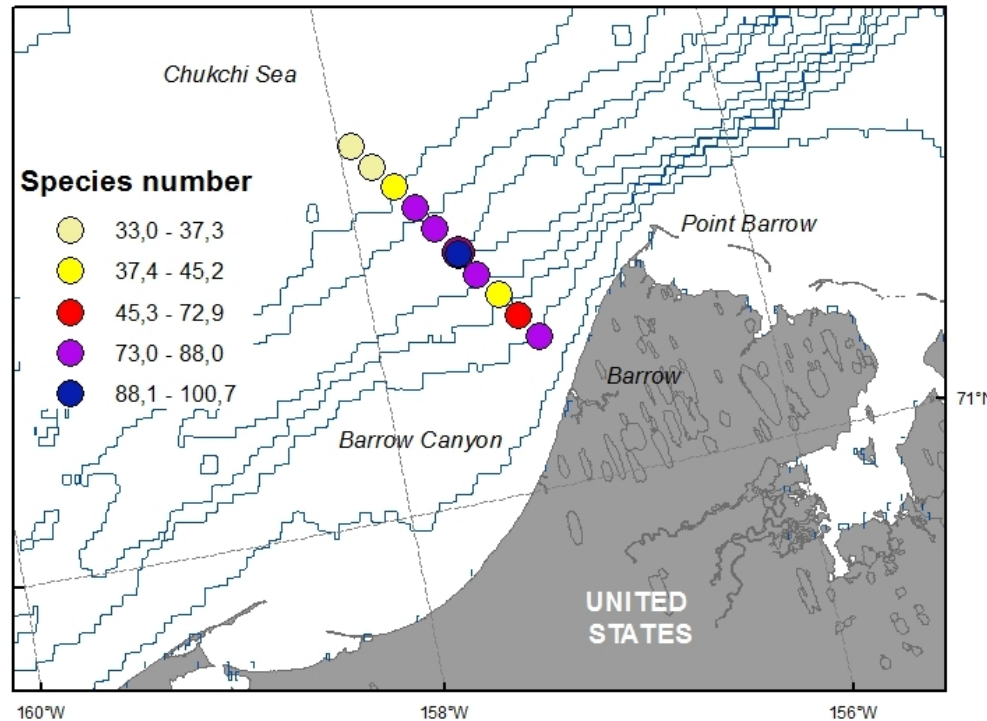 Chukchi Sea
Species number
33,0 - 37,3
37,4 - 45,2
45,3 - 72,9
73,0 - 88,0
88,1 - 100,7
Point Barrow
Barrow
71°N
Barrow Canyon
UNITED
STATES
160°W
158°W
156°W